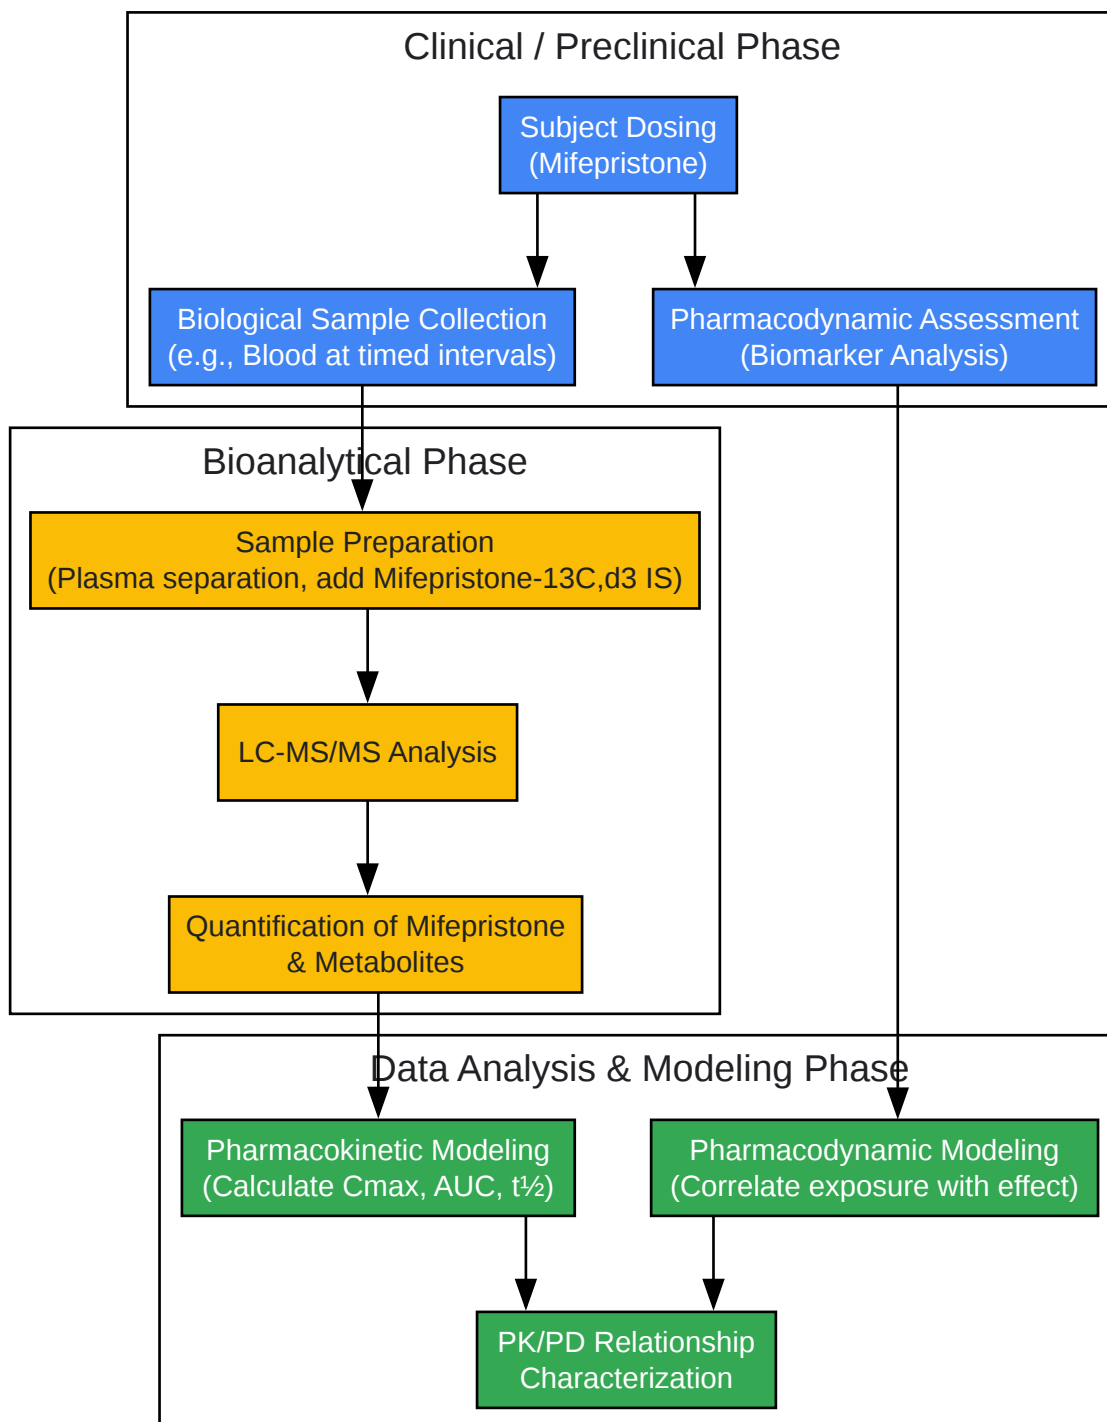 Clinical / Preclinical Phase
Subject Dosing
(Mifepristone)
Biological Sample Collection
(e.g., Blood at timed intervals)
Pharmacodynamic Assessment
(Biomarker Analysis)
Bioanalytical Phase
Sample Preparation
(Plasma separation, add Mifepristone-13C,d3 IS)
LC-MS/MS Analysis
Quantification of Mifepristone
& Metabolites
Data Analysis & Modeling Phase
Pharmacokinetic Modeling
(Calculate Cmax, AUC, t½)
Pharmacodynamic Modeling
(Correlate exposure with effect)
PK/PD Relationship
Characterization